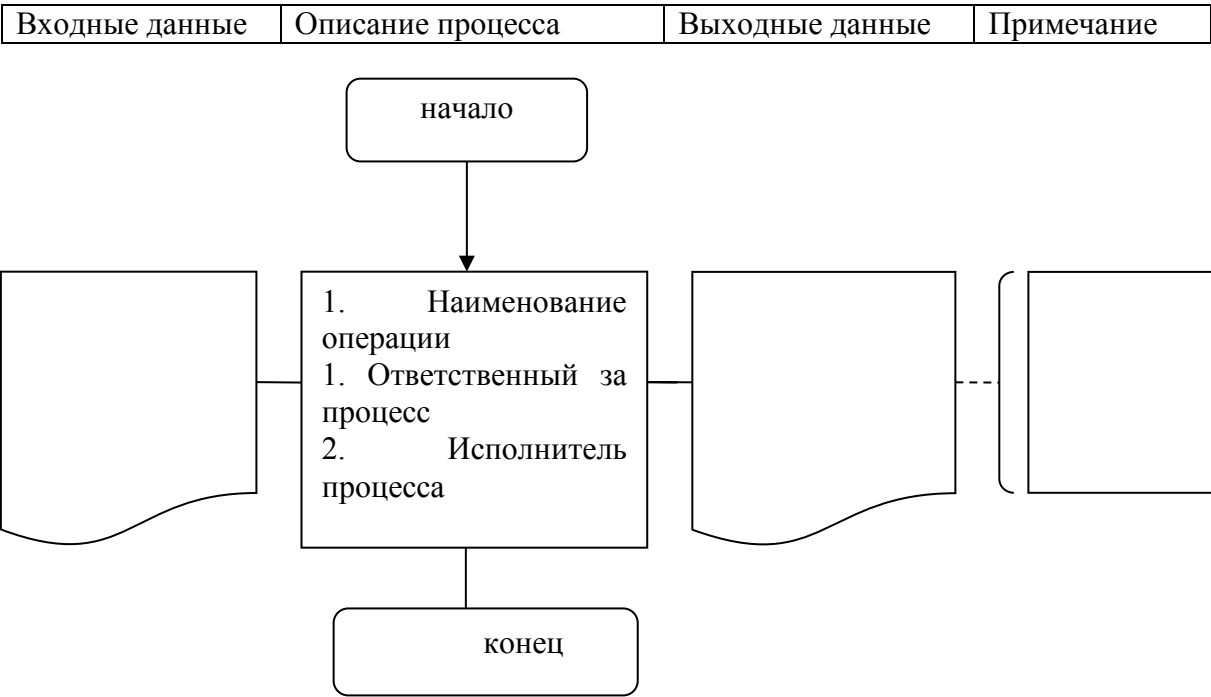 Входные данные Описание процесса Выходные данные Примечание
начало
1. Наименование
операции
1. Ответственный за
процесс
2. Исполнитель
процесса
конец